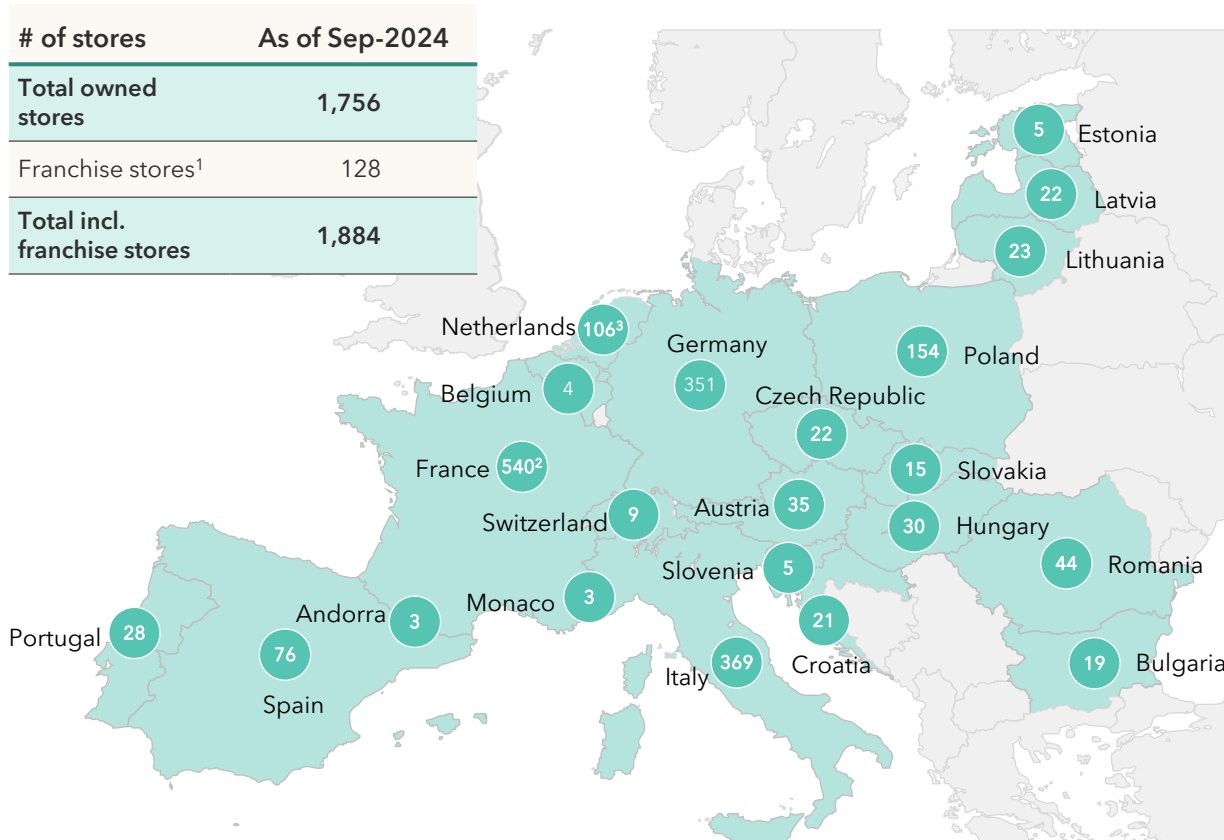 # of stores As of Sep-2024
Total owned
stores 1,756
Franchise stores¹ 128
Total incl.
franchise stores 1,884
5 Estonia
22 Latvia
23 Lithuania
Netherlands 106³
Germany
351
154 Poland
Belgium 4
Czech Republic
22
France 540²
15 Slovakia
Switzerland 9
Austria 35
30 Hungary
Slovenia 5
44 Romania
Monaco 3
Andorra 3
Portugal 28
21
Croatia
76
Spain
Italy 369
19 Bulgaria